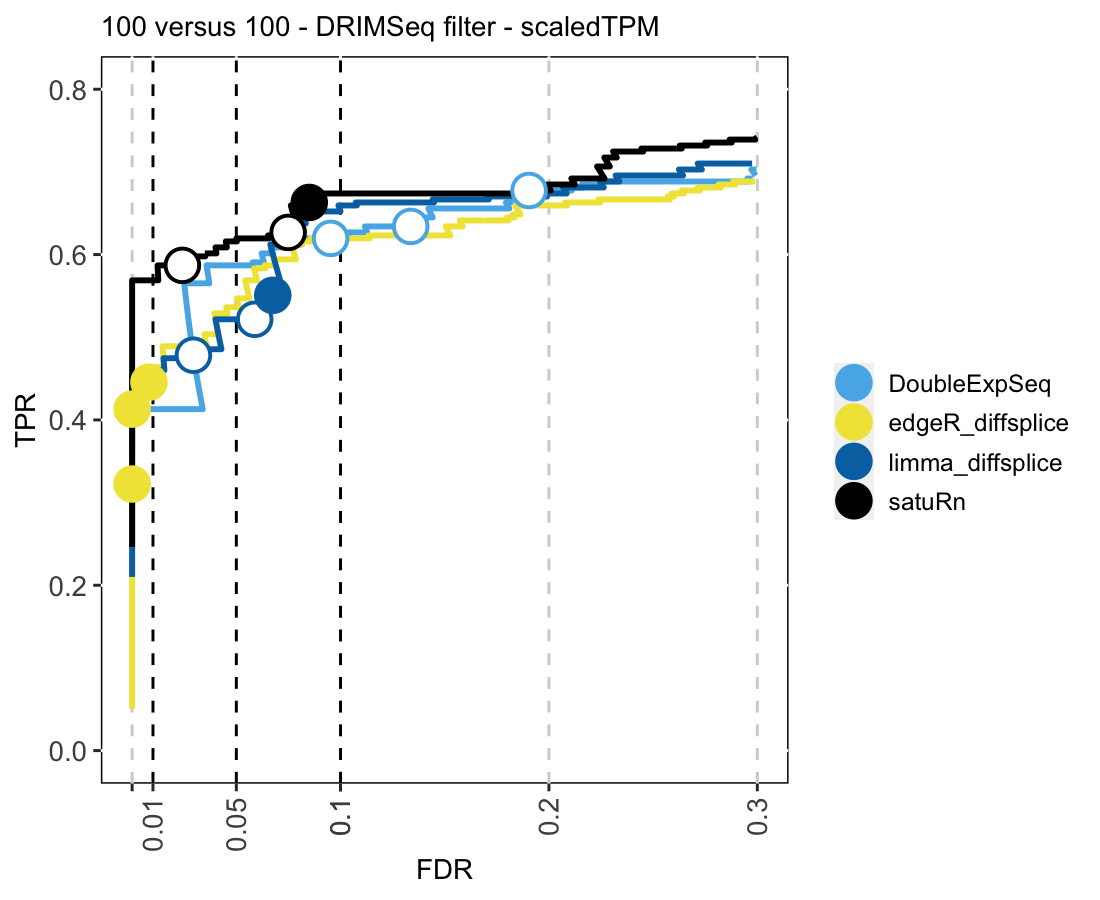 100 versus 100 - DRIMSeq filter - scaledTPM
0.8
0.6
0.4
0.2
0.0
TPR
0.01
0.05
0.1
0.2
0.3
FDR
DoubleExpSeq
edgeR_diffsplice
limma_diffsplice
satuRn